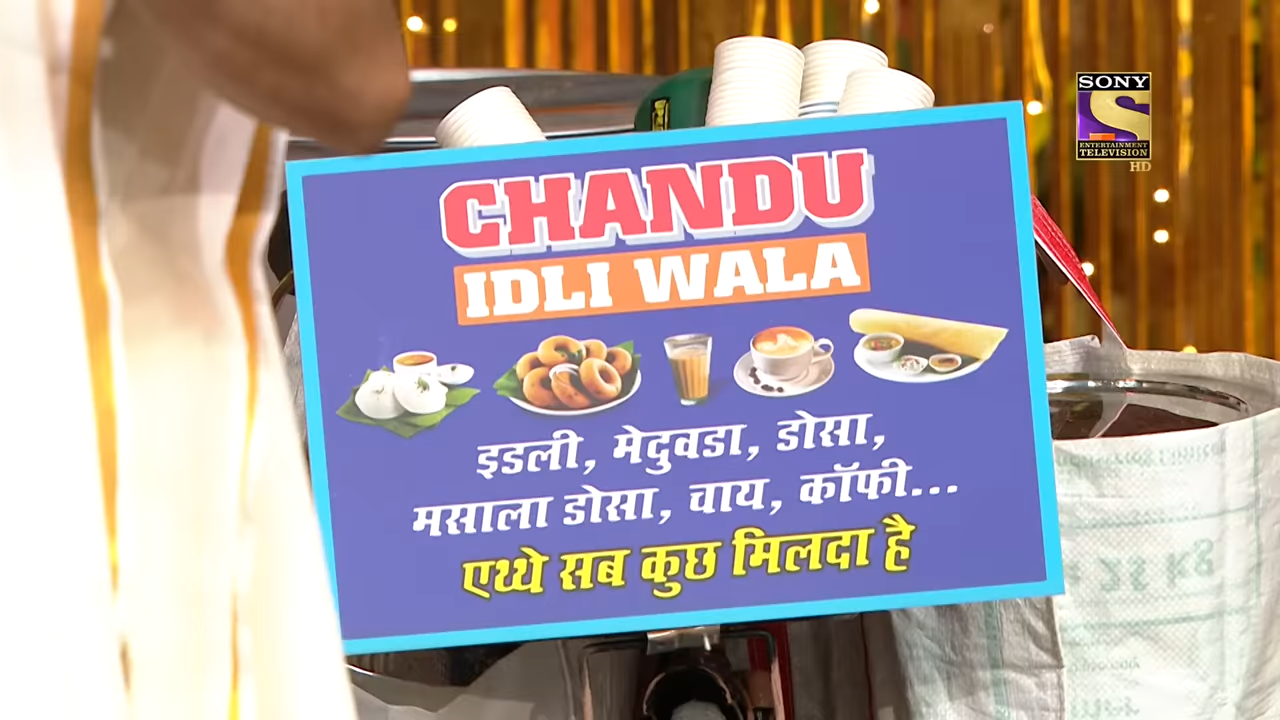 SONY
ENTERTAINMENT
TELEVISION
HD
CHANDU
IDLI WALA
इडली, मेदुवडा, डोसा,
मसाला डोसा, चाय, कॉफी...
एथ्थे सब कुछ मिलदा है